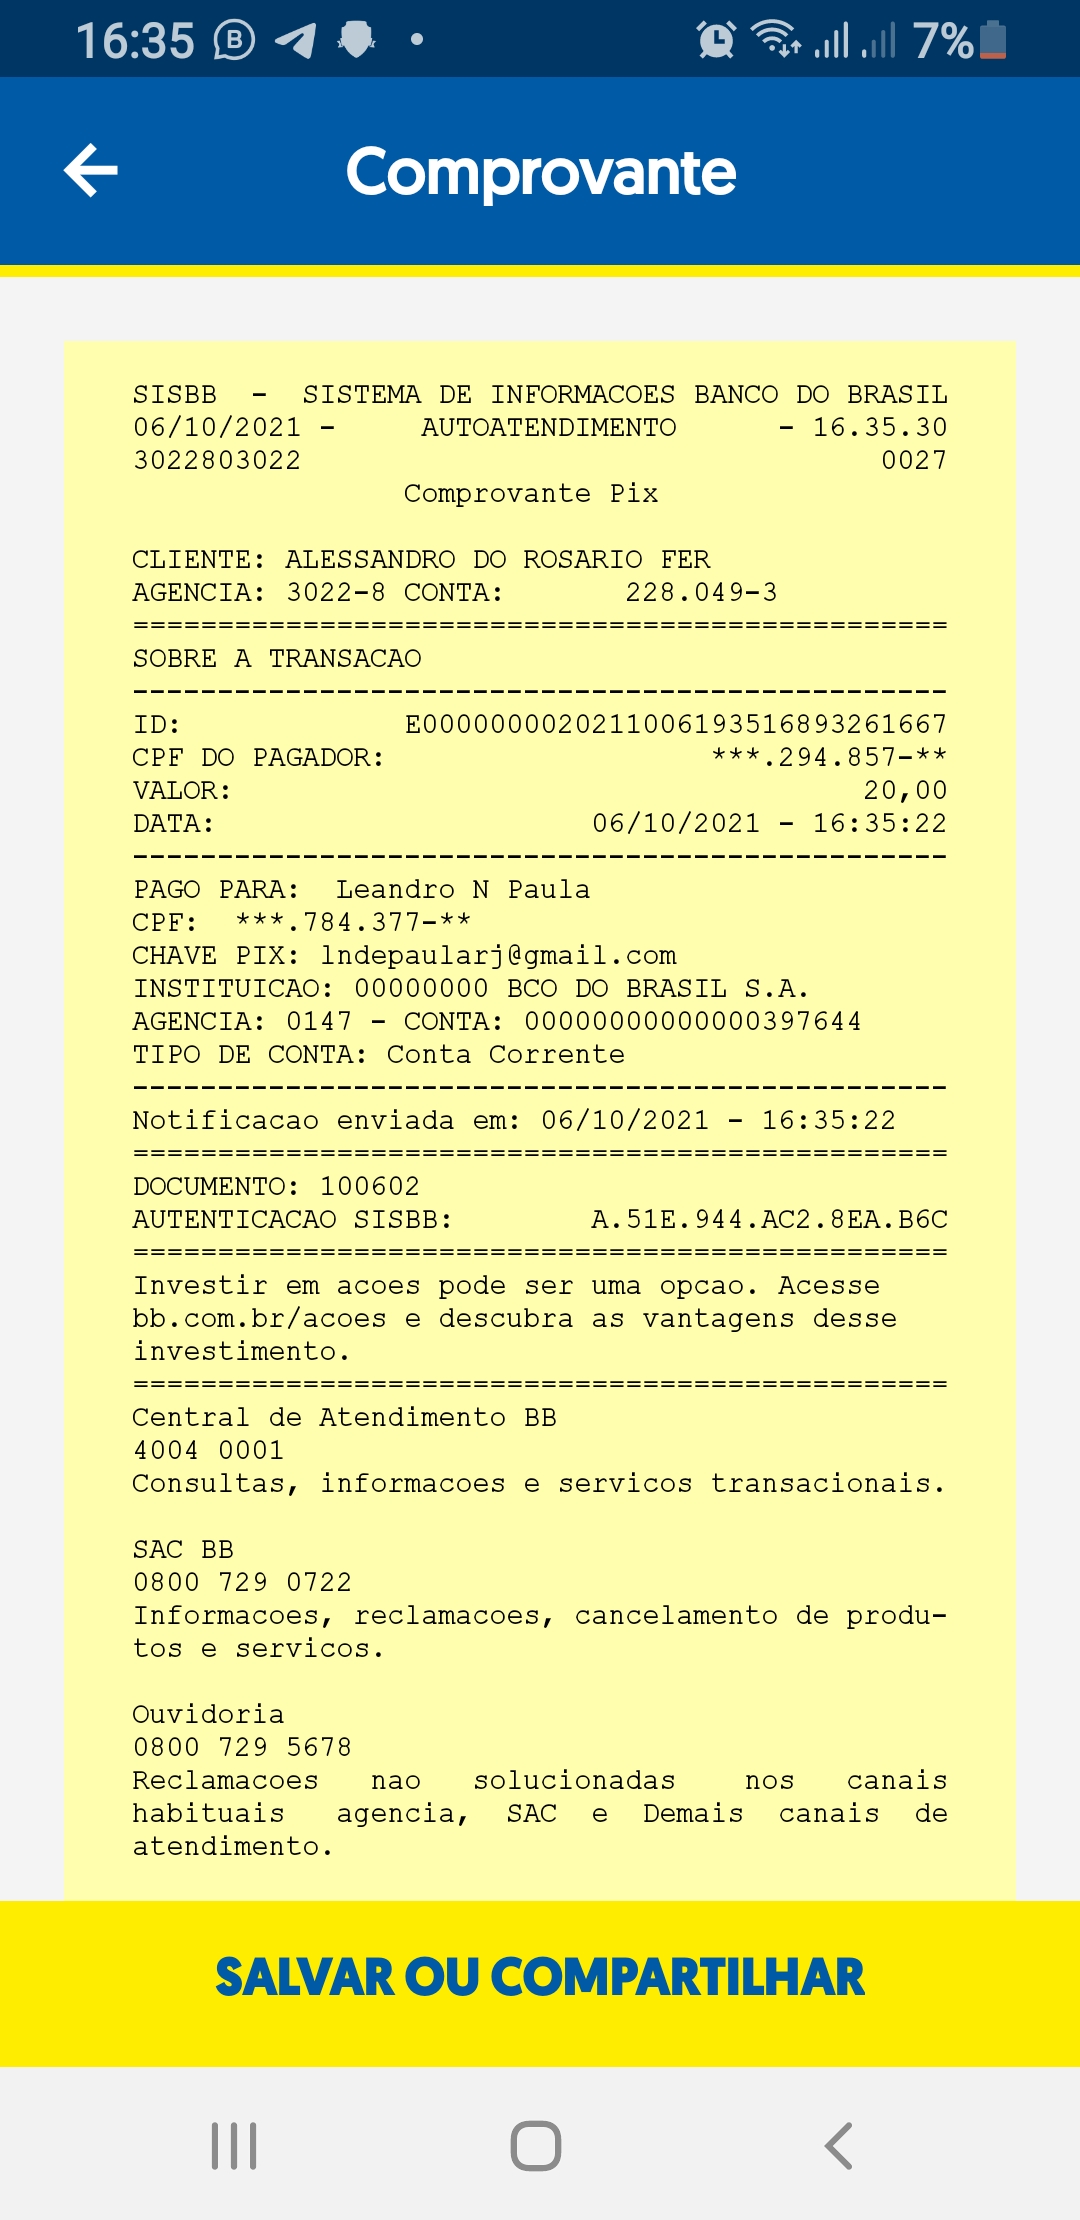 16:35 7%
Comprovante
SISBB - SISTEMA DE INFORMACOES BANCO DO BRASIL
06/10/2021 - AUTOATENDIMENTO - 16.35.30
3022803022 0027
Comprovante Pix
CLIENTE: ALESSANDRO DO ROSARIO FER
AGENCIA: 3022-8 CONTA: 228.049-3
================================================
SOBRE A TRANSACAO
------------------------------------------------
ID: E0000000020211006193516893261667
CPF DO PAGADOR: ***.294.857-**
VALOR: 20,00
DATA: 06/10/2021 - 16:35:22
------------------------------------------------
PAGO PARA: Leandro N Paula
CPF: ***.784.377-**
CHAVE PIX: lndepaularj@gmail.com
INSTITUICAO: 00000000 BCO DO BRASIL S.A.
AGENCIA: 0147 - CONTA: 00000000000000397644
TIPO DE CONTA: Conta Corrente
------------------------------------------------
Notificacao enviada em: 06/10/2021 - 16:35:22
================================================
DOCUMENTO: 100602
AUTENTICACAO SISBB: A.51E.944.AC2.8EA.B6C
================================================
Investir em acoes pode ser uma opcao. Acesse
bb.com.br/acoes e descubra as vantagens desse
investimento.
================================================
Central de Atendimento BB
4004 0001
Consultas, informacoes e servicos transacionais.
SAC BB
0800 729 0722
Informacoes, reclamacoes, cancelamento de produ-
tos e servicos.
Ouvidoria
0800 729 5678
Reclamacoes nao solucionadas nos canais
habituais agencia, SAC e Demais canais de
atendimento.
SALVAR OU COMPARTILHAR